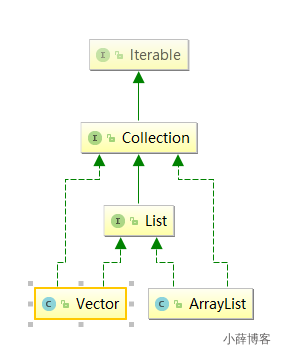 I Iterable
I Collection
I List
C Vector
C ArrayList
小薛博客